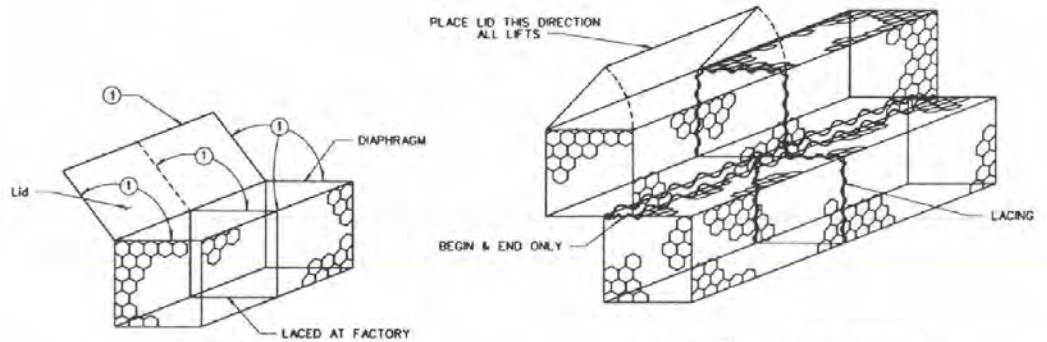 PLACE LID THIS DIRECTION
ALL LIFTS
①
①
DIAPHRAGM
①
Lid
①
LACING
BEGIN & END ONLY
LACED AT FACTORY